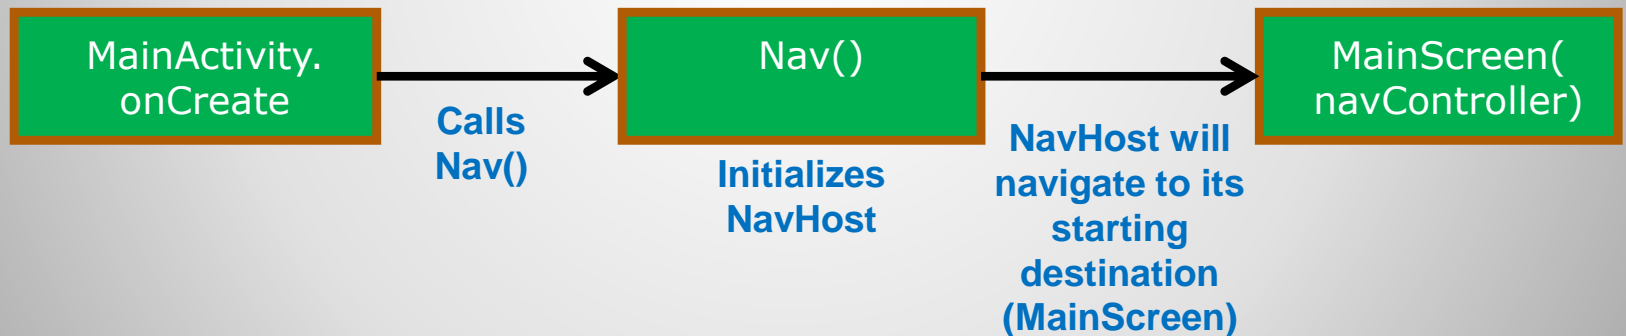 MainActivity.
onCreate
Calls
Nav()
Nav()
Initializes
NavHost
NavHost will
navigate to its
starting
destination
(MainScreen)
MainScreen(
navController)